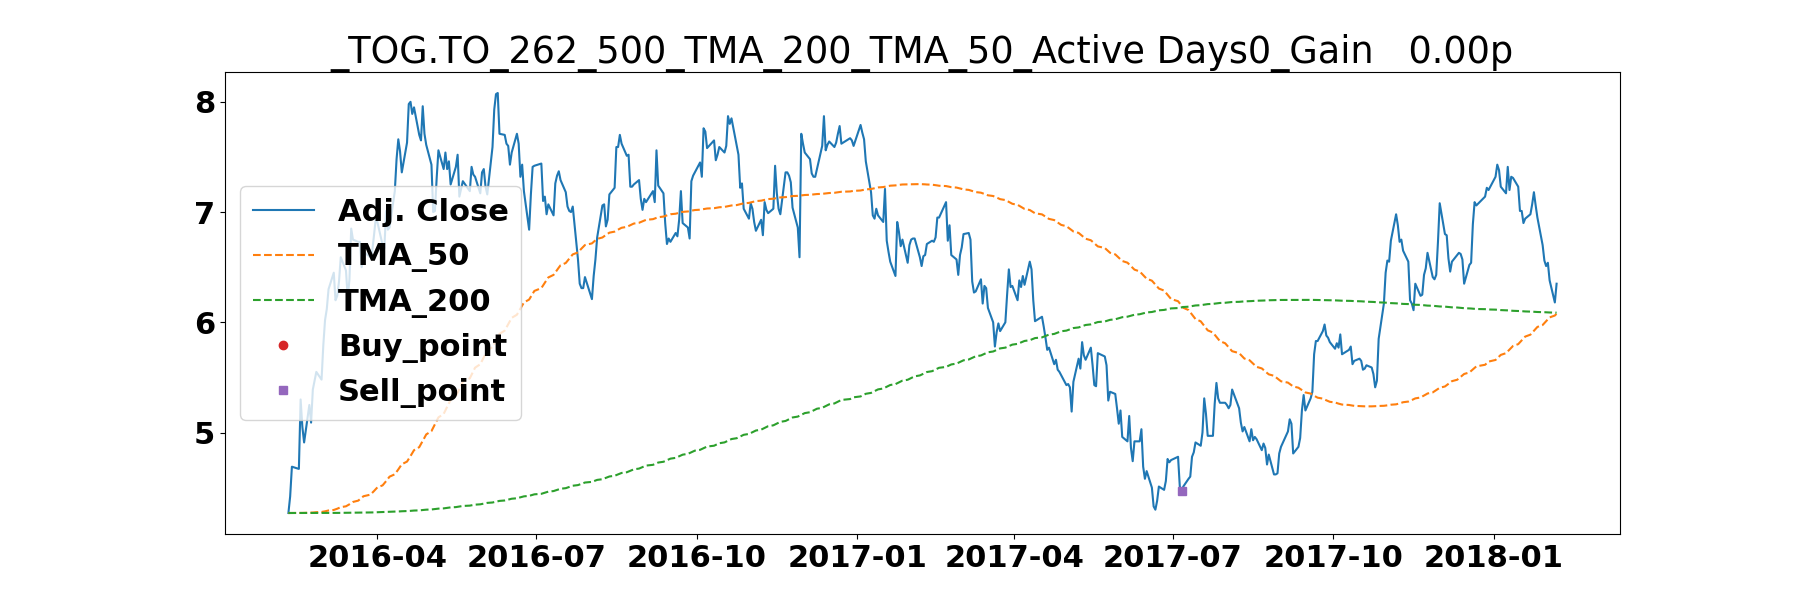 _TOG.TO_262_500_TMA_200_TMA_50_Active Days0_Gain   0.00p
8
7
6
5
Adj. Close
TMA_50
TMA_200
Buy_point
Sell_point
2016-04 2016-07 2016-10 2017-01 2017-04 2017-07 2017-10 2018-01